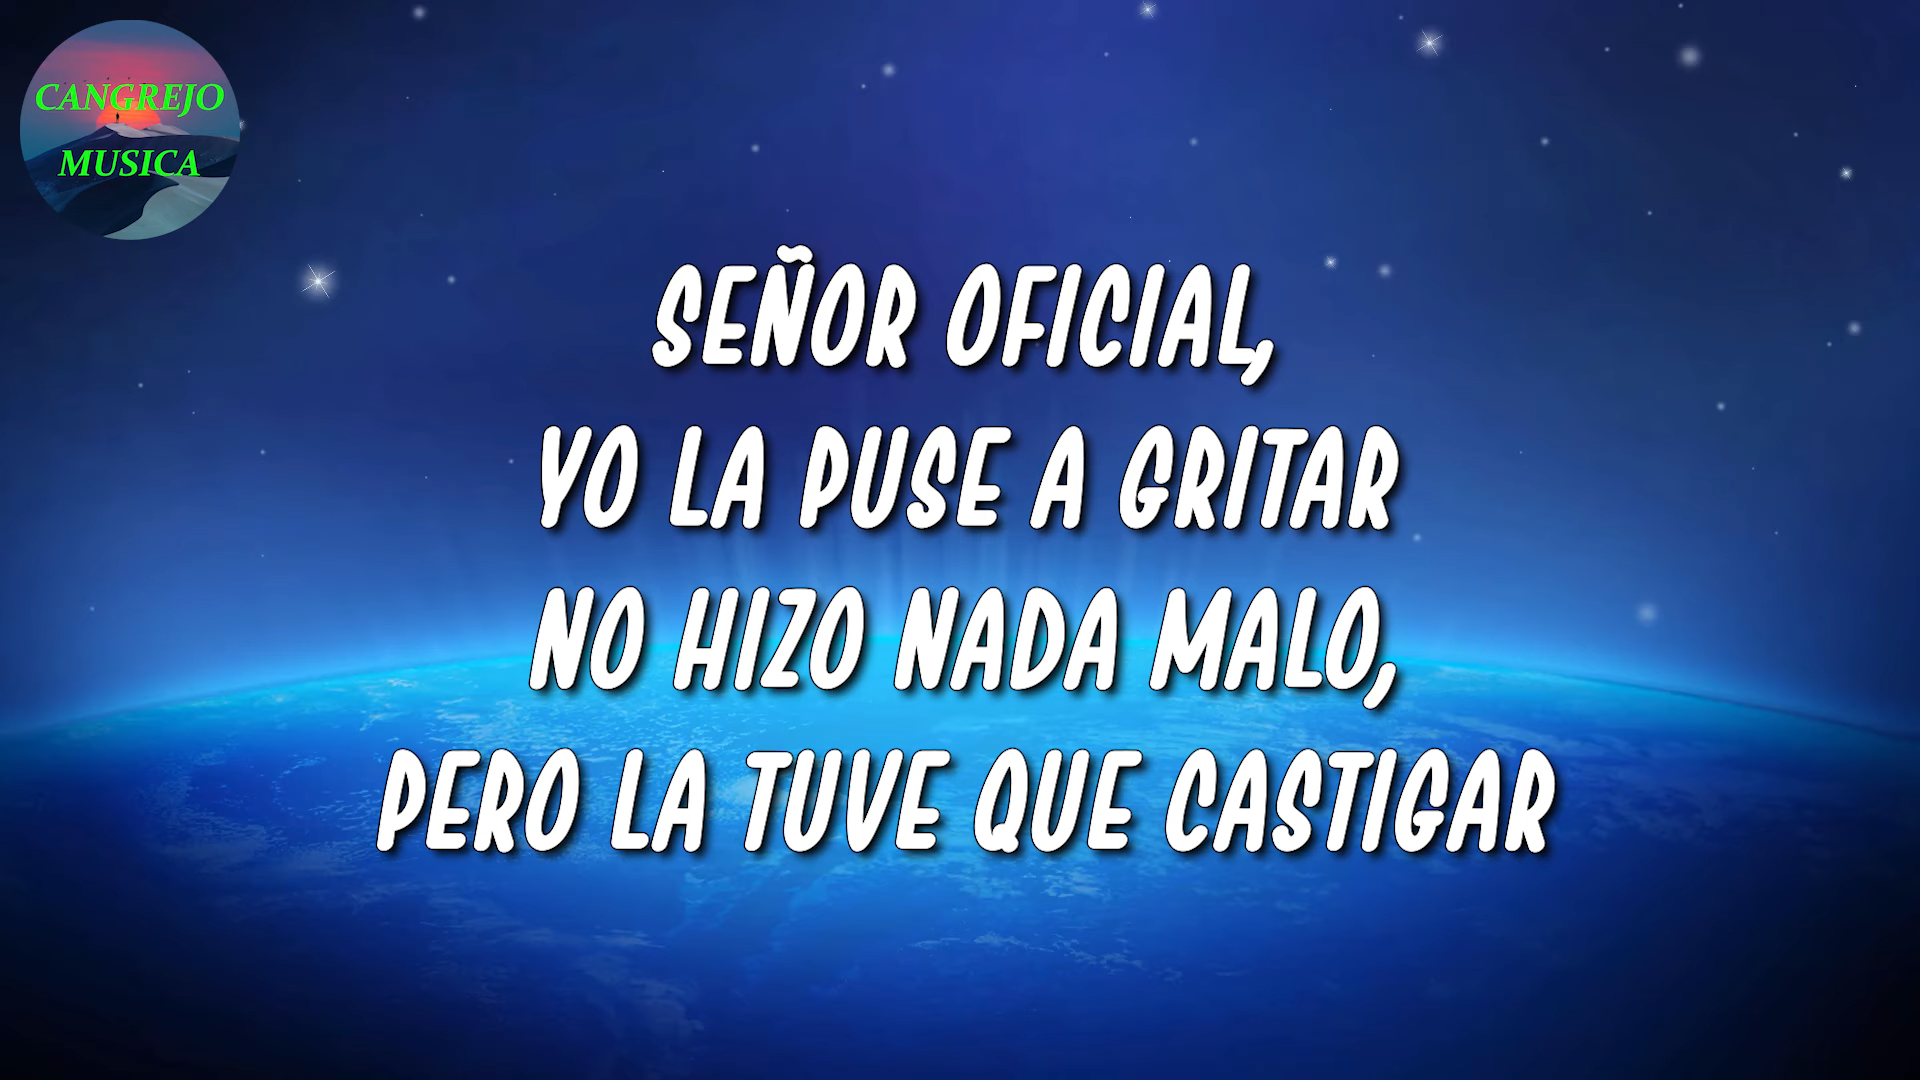 CANGREJO
MUSICA
SEÑOR OFICIAL,
YO LA PUSE A GRITAR
NO HIZO NADA MALO,
PERO LA TUVE QUE CASTIGAR